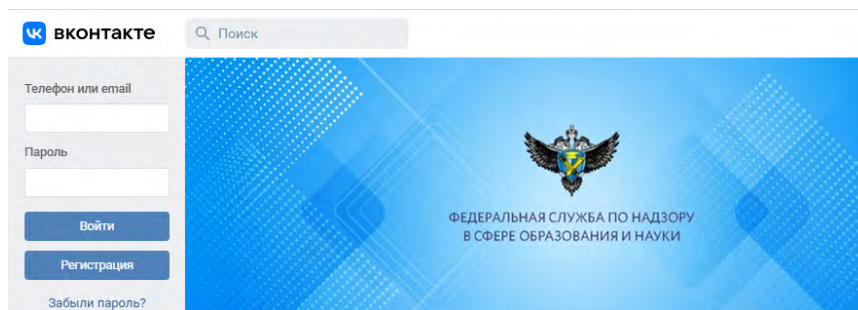 вконтакте
Поиск
Телефон или email
Пароль
Войти
Регистрация
Забыли пароль?
ФЕДЕРАЛЬНАЯ СЛУЖБА ПО НАДЗОРУ
В СФЕРЕ ОБРАЗОВАНИЯ И НАУКИ